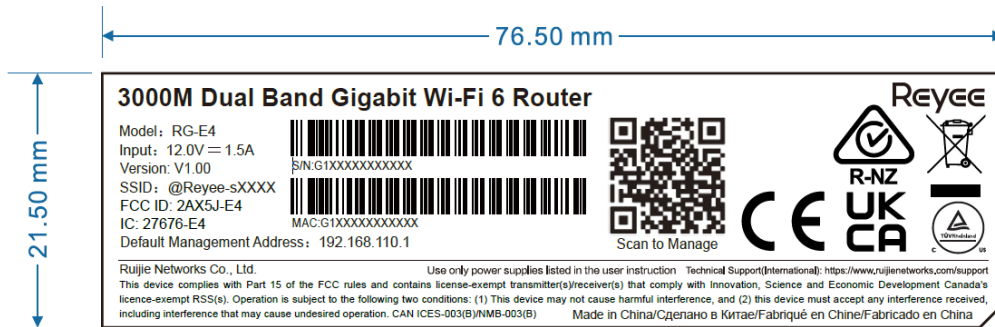 76.50 mm
21.50 mm
3000M Dual Band Gigabit Wi-Fi 6 Router
Reyee
Model：RG-E4
Input：12.0V⎓1.5A
Version: V1.00
SSID：@Reyee-sXXXX
FCC ID: 2AX5J-E4
IC: 27676-E4
Default Management Address：192.168.110.1
S/N:G1XXXXXXXXXXX
MAC:G1XXXXXXXXXXX
Scan to Manage
R-NZ
CE
UK
CA
TÜVRheinland
C US
Ruijie Networks Co., Ltd.
Use only power supplies listed in the user instruction
Technical Support(International): https://www.ruijienetworks.com/support
This device complies with Part 15 of the FCC rules and contains license-exempt transmitter(s)/receiver(s) that comply with Innovation, Science and Economic Development Canada's
licence-exempt RSS(s). Operation is subject to the following two conditions: (1) This device may not cause harmful interference, and (2) this device must accept any interference received,
including interference that may cause undesired operation. CAN ICES-003(B)/NMB-003(B)
Made in China/Сделано в Китае/Fabriqué en Chine/Fabricado en China